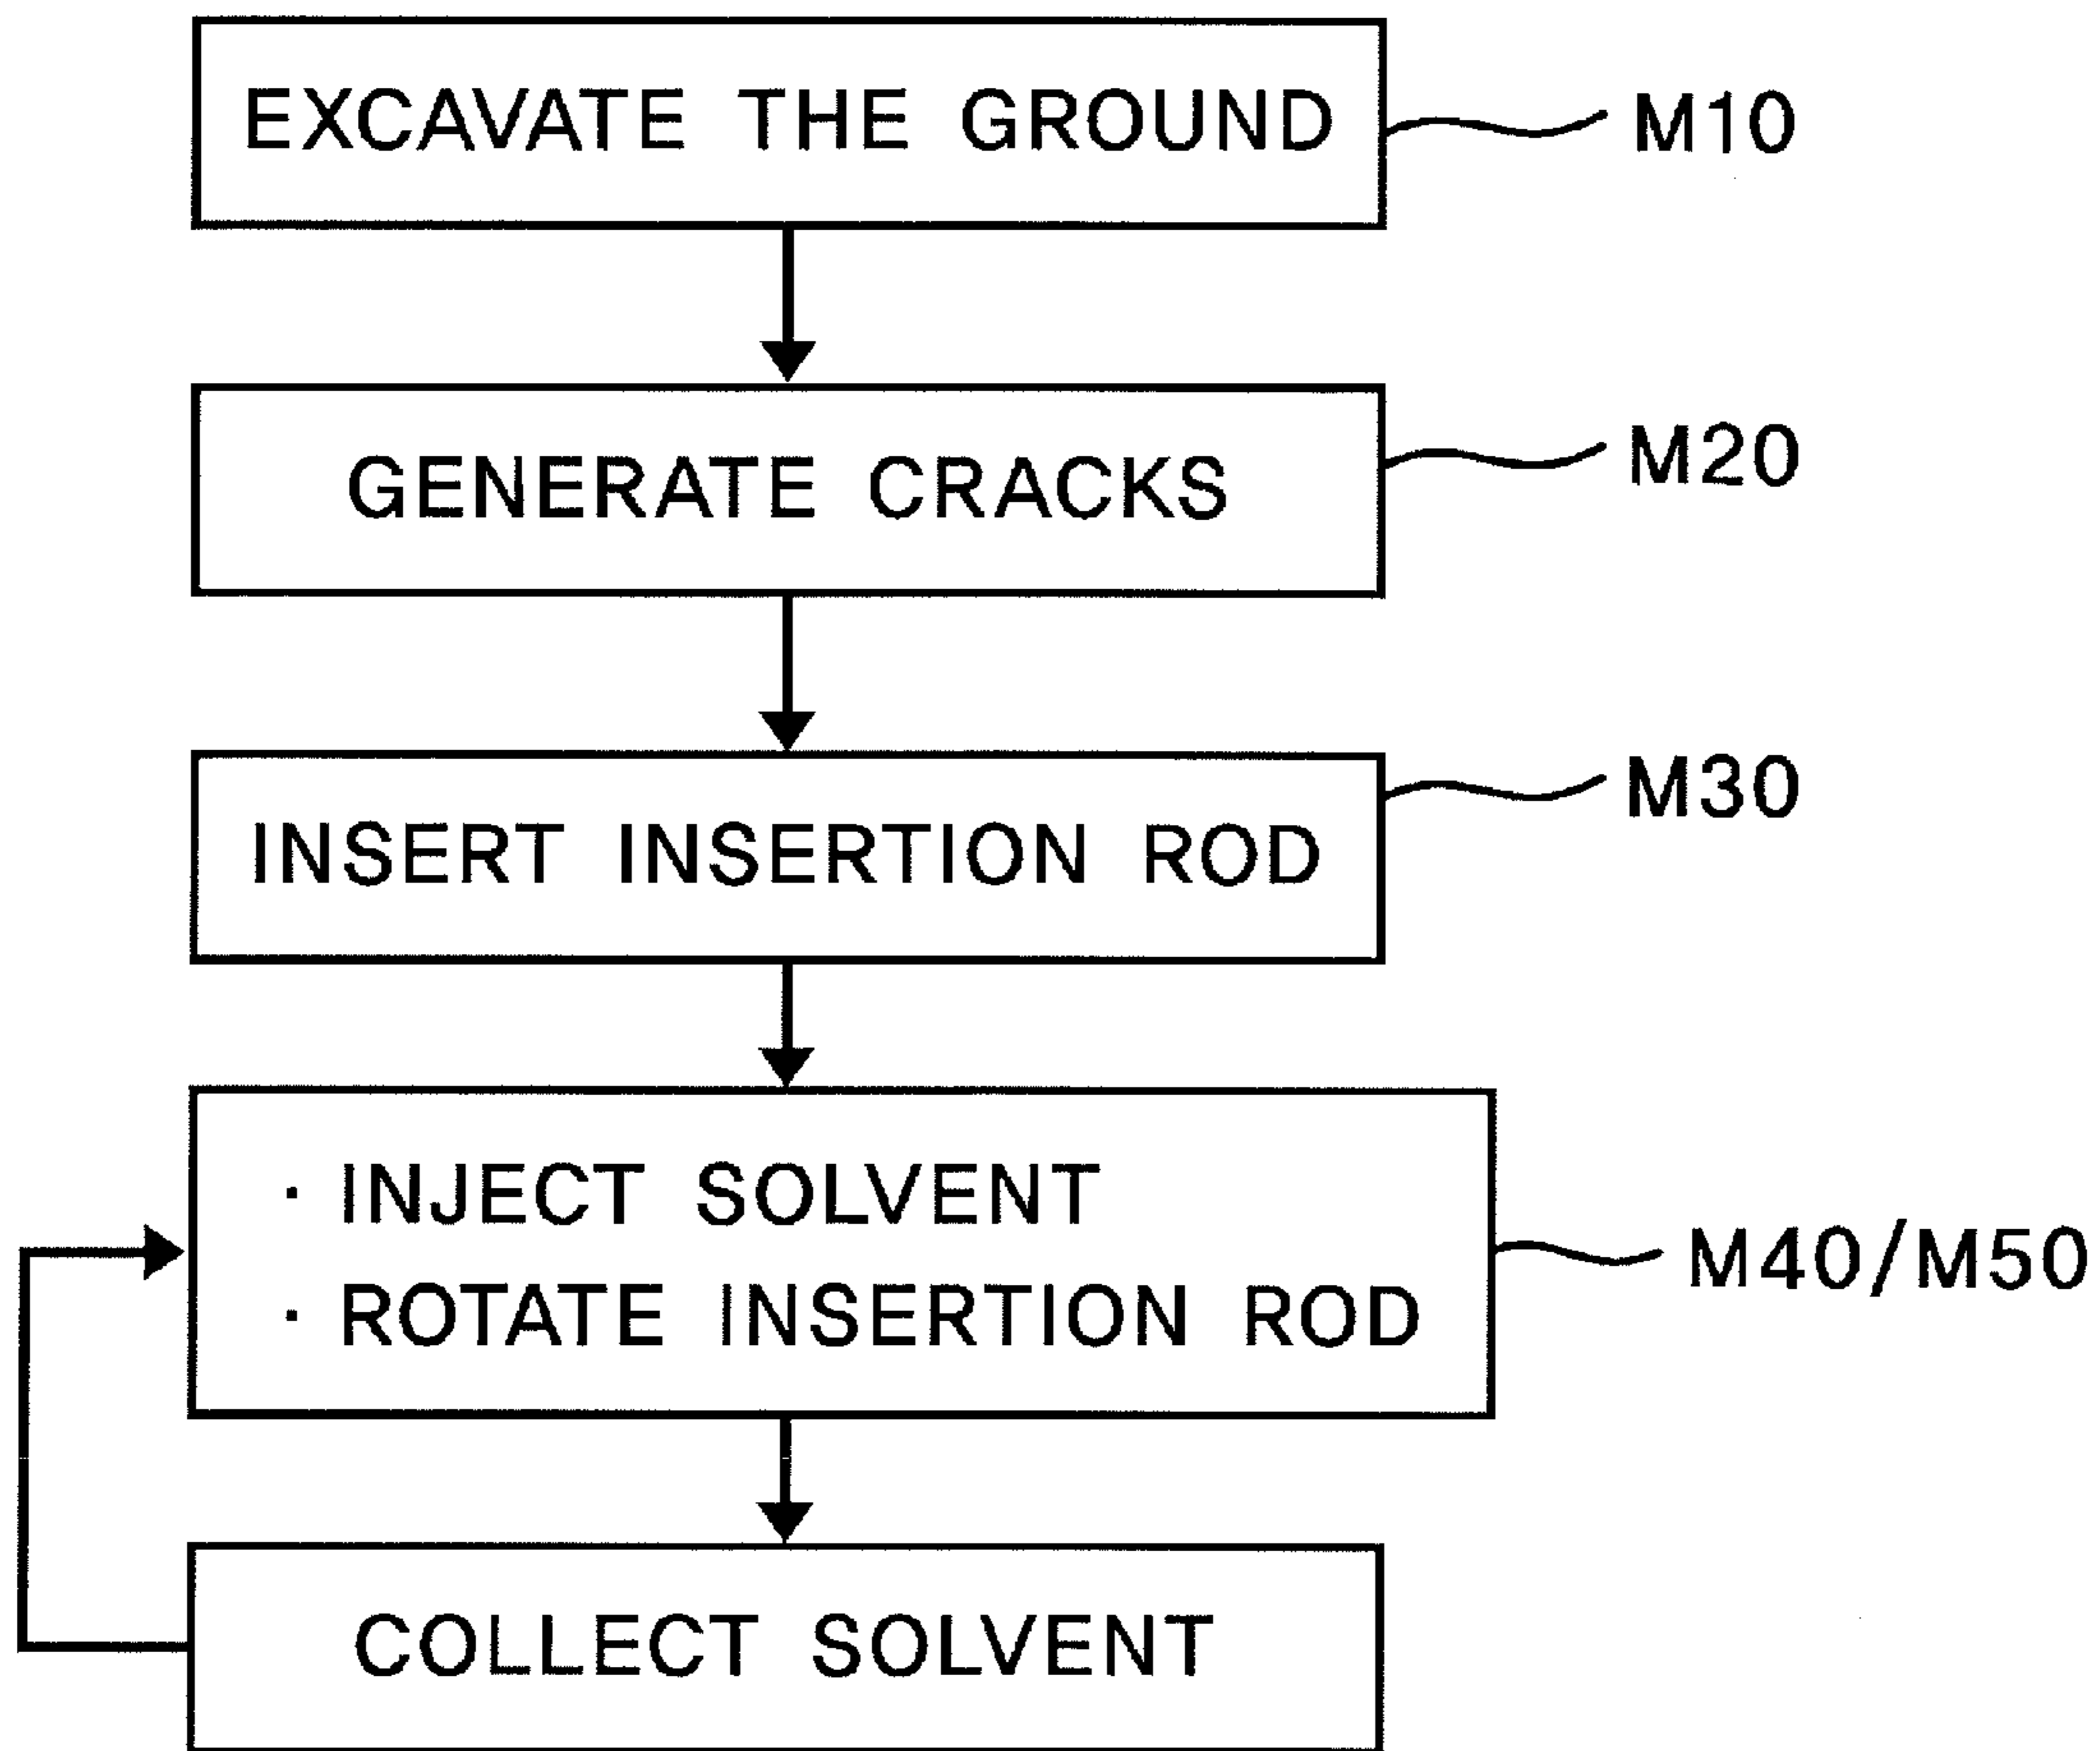 EXCAVATE THE GROUND
M10
GENERATE CRACKS
M20
INSERT INSERTION ROD
M30
· INJECT SOLVENT
· ROTATE INSERTION ROD
M40/M50
COLLECT SOLVENT